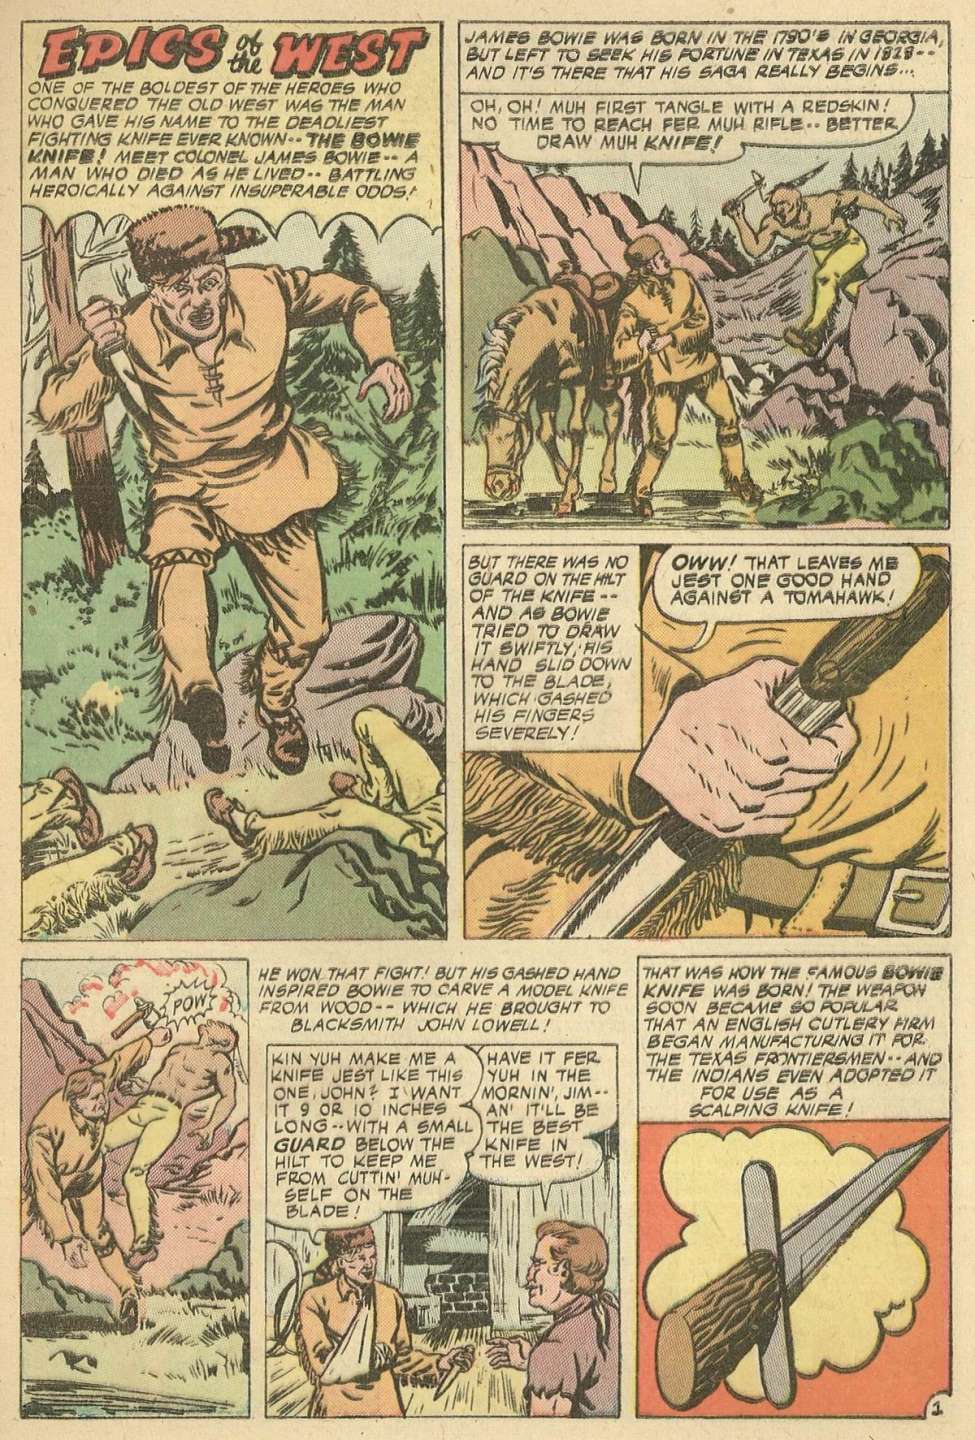 EPICS of the WEST
ONE OF THE BOLDEST OF THE HEROES WHO
CONQUERED THE OLD WEST WAS THE MAN
WHO GAVE HIS NAME TO THE DEADLIEST
FIGHTING KNIFE EVER KNOWN-- THE BOWIE
KNIFE! MEET COLONEL JAMES BOWIE-- A
MAN WHO DIED AS HE LIVED-- BATTLING
HEROICALLY AGAINST INSUPERABLE ODDS!
JAMES BOWIE WAS BORN IN THE 1790'S IN GEORGIA,
BUT LEFT TO SEEK HIS FORTUNE IN TEXAS IN 1828--
AND IT'S THERE THAT HIS SAGA REALLY BEGINS...
OH, OH! MUH FIRST TANGLE WITH A REDSKIN!
NO TIME TO REACH FER MUH RIFLE-- BETTER
DRAW MUH KNIFE!
BUT THERE WAS NO
GUARD ON THE HILT
OF THE KNIFE--
AND AS BOWIE
TRIED TO DRAW
IT SWIFTLY, HIS
HAND SLID DOWN
TO THE BLADE,
WHICH GASHED
HIS FINGERS
SEVERELY!
OWW! THAT LEAVES ME
JEST ONE GOOD HAND
AGAINST A TOMAHAWK!
POW!
HE WON THAT FIGHT! BUT HIS GASHED HAND
INSPIRED BOWIE TO CARVE A MODEL KNIFE
FROM WOOD-- WHICH HE BROUGHT TO
BLACKSMITH JOHN LOWELL!
KIN YUH MAKE ME A
KNIFE JEST LIKE THIS
ONE, JOHN? I WANT
IT 9 OR 10 INCHES
LONG--WITH A SMALL
GUARD BELOW THE
HILT TO KEEP ME
FROM CUTTIN' MUH-
SELF ON THE
BLADE!
HAVE IT FER
YUH IN THE
MORNIN', JIM--
AN' IT'LL BE
THE BEST
KNIFE IN
THE WEST!
THAT WAS HOW THE FAMOUS BOWIE
KNIFE WAS BORN! THE WEAPON
SOON BECAME SO POPULAR
THAT AN ENGLISH CUTLERY FIRM
BEGAN MANUFACTURING IT FOR
THE TEXAS FRONTIERSMEN--AND
THE INDIANS EVEN ADOPTED IT
FOR USE AS A
SCALPING KNIFE!
1